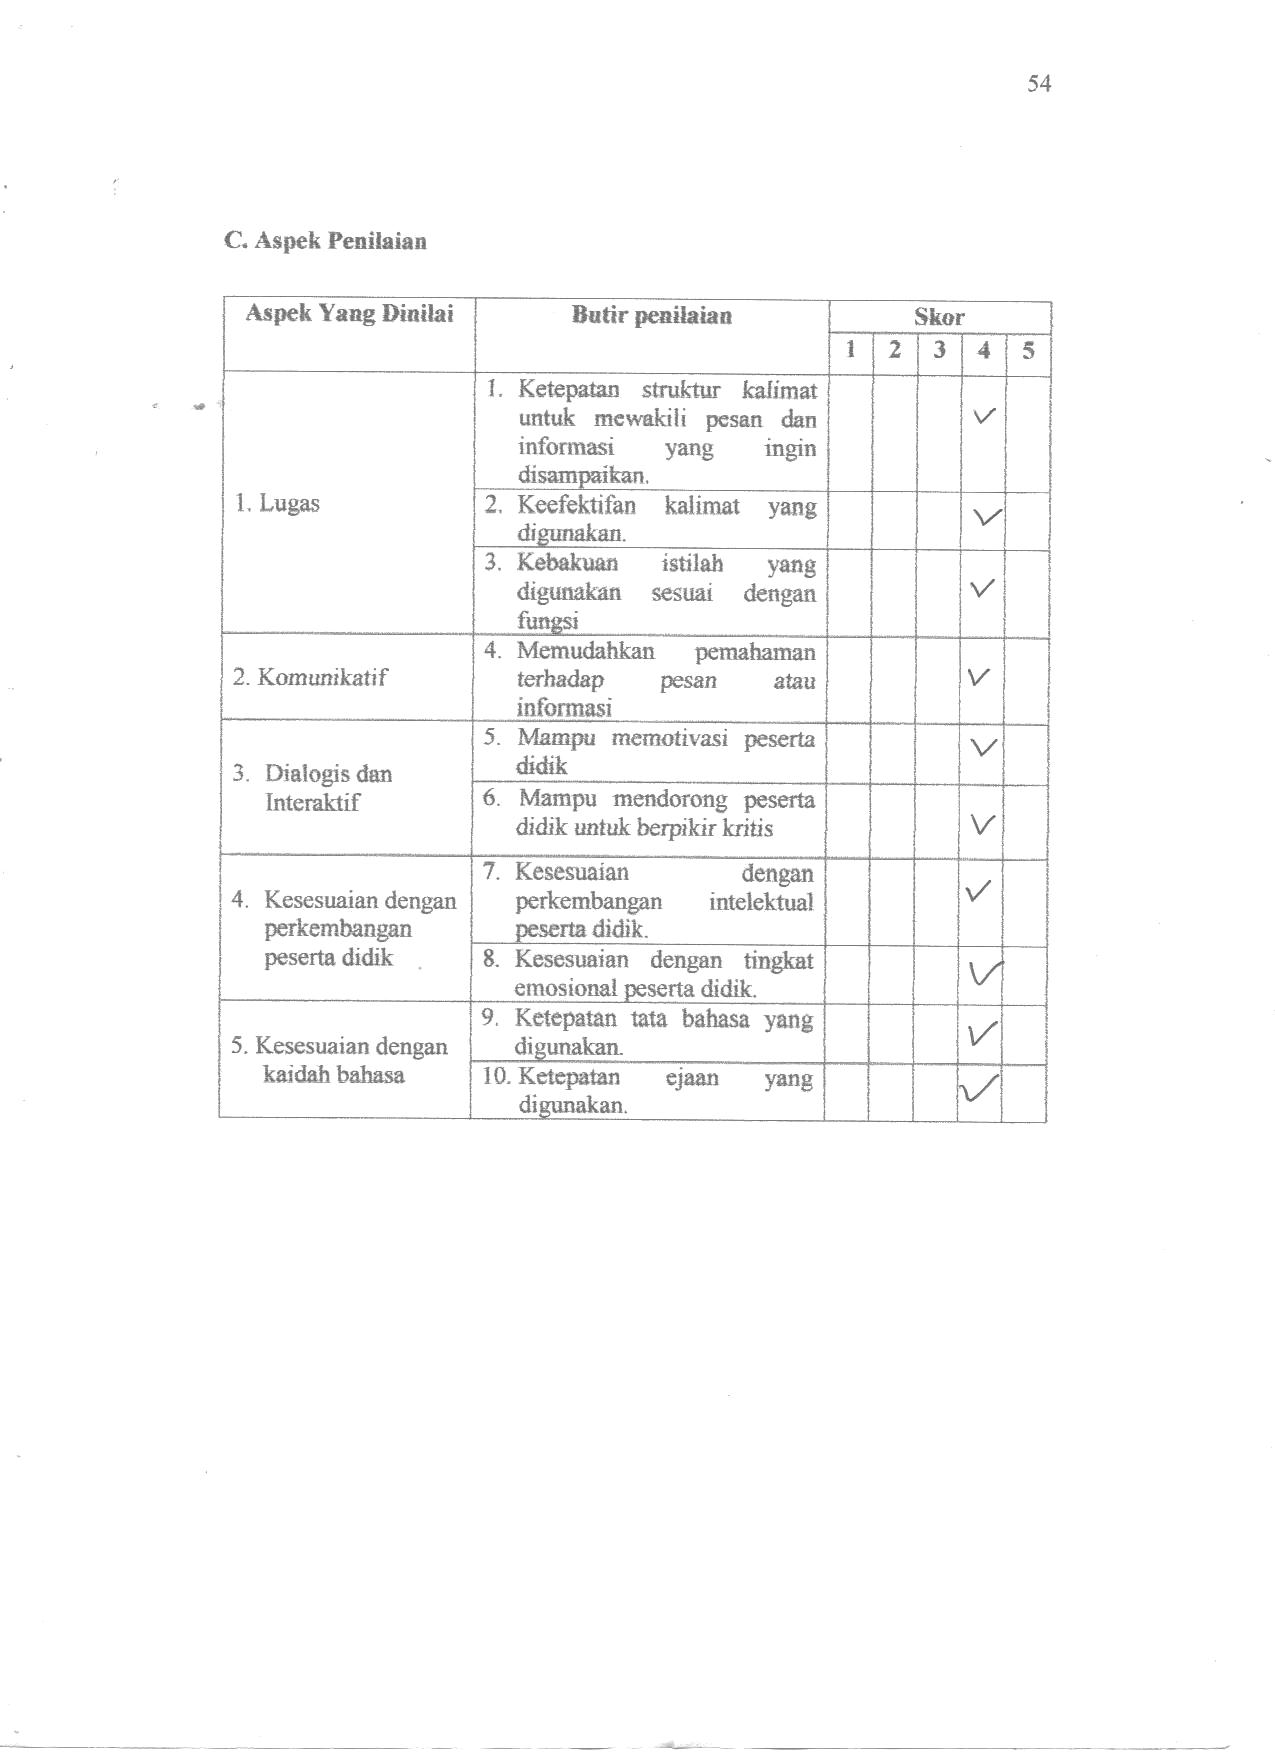 54
C. Aspek Penilaian
Aspek Yang Dinilai Butir penilaian Skor
1 2 3 4 5
1. Lugas
1. Ketepatan struktur kalimat
untuk mewakili pesan dan
informasi yang ingin
disampaikan.
✓
2. Keefektifan kalimat yang
digunakan.
✓
3. Kebakuan istilah yang
digunakan sesuai dengan
fungsi
✓
2. Komunikatif
4. Memudahkan pemahaman
terhadap pesan atau
informasi
✓
3. Dialogis dan
Interaktif
5. Mampu memotivasi peserta
didik
✓
6. Mampu mendorong peserta
didik untuk berpikir kritis
✓
4. Kesesuaian dengan
perkembangan
peserta didik
7. Kesesuaian dengan
perkembangan intelektual
peserta didik.
✓
8. Kesesuaian dengan tingkat
emosional peserta didik.
✓
5. Kesesuaian dengan
kaidah bahasa
9. Ketepatan tata bahasa yang
digunakan.
✓
10. Ketepatan ejaan yang
digunakan.
✓